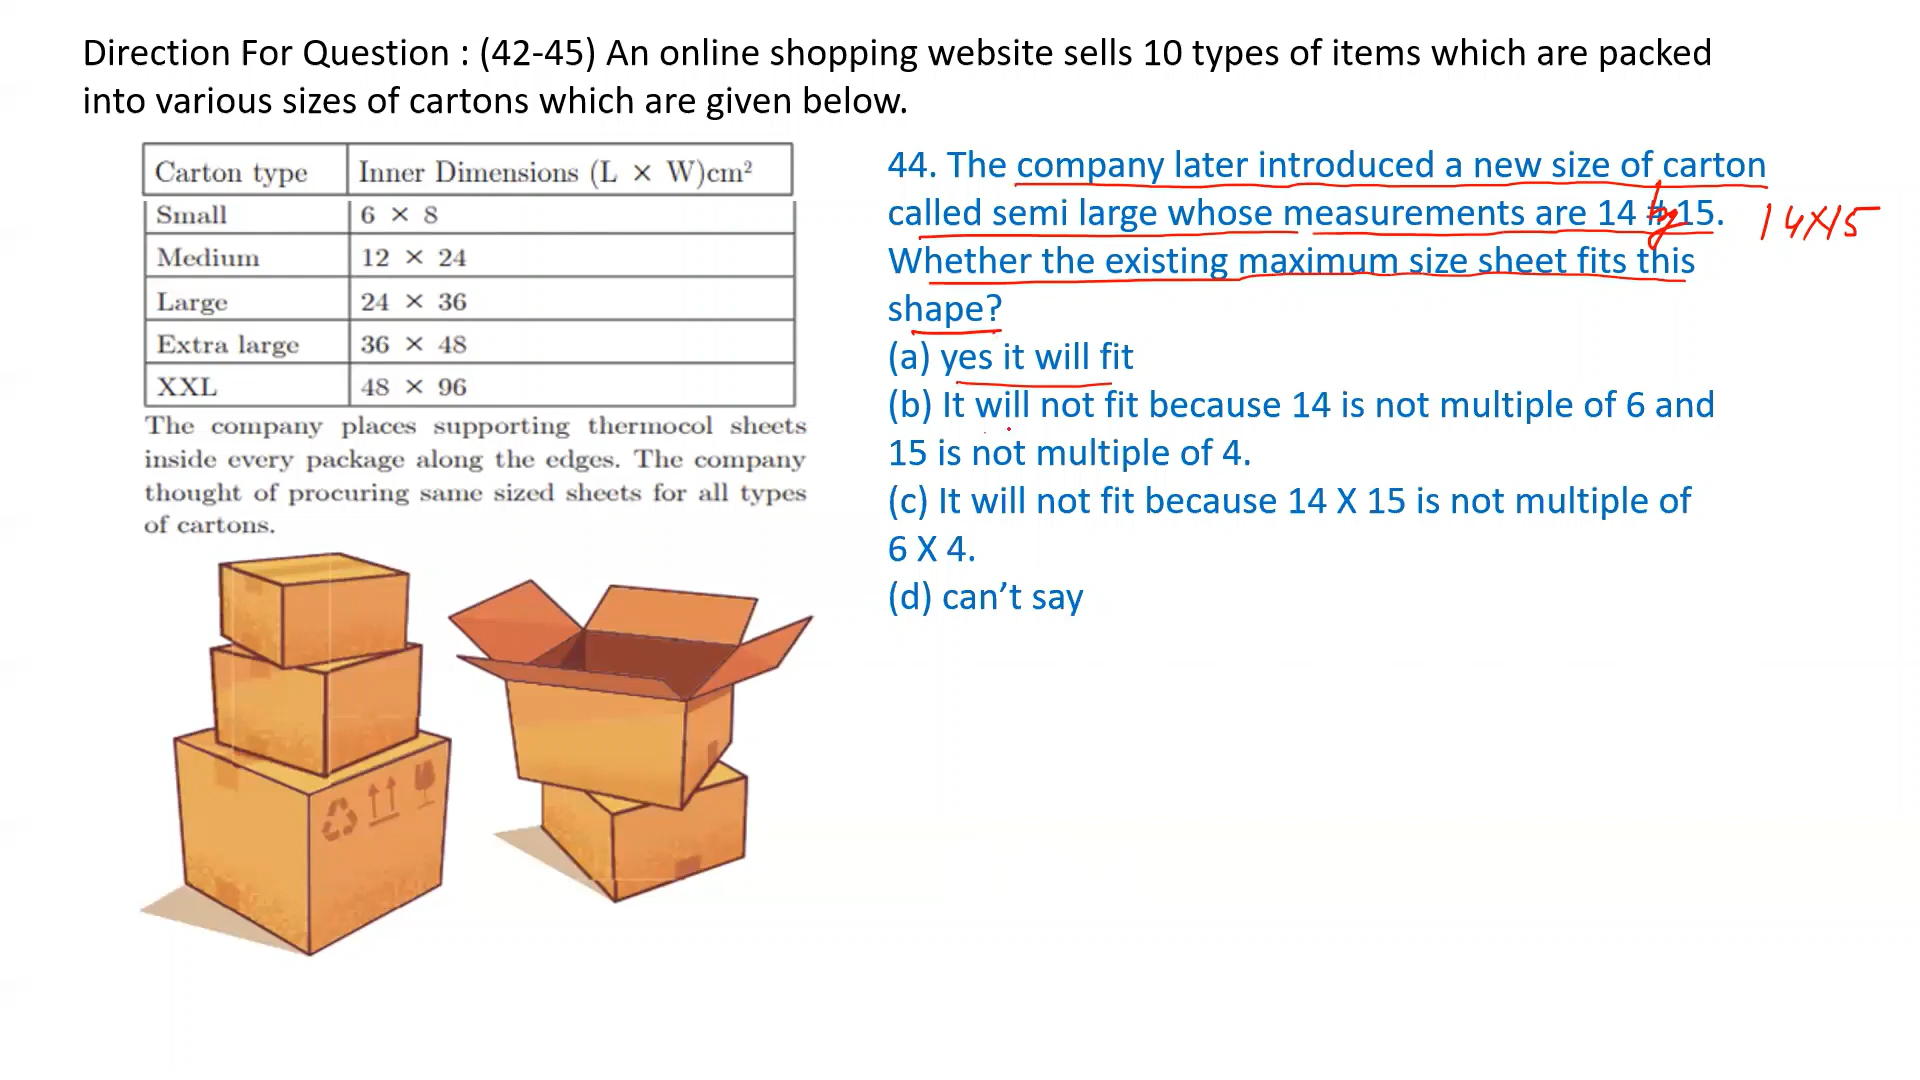 Direction For Question : (42-45) An online shopping website sells 10 types of items which are packed
into various sizes of cartons which are given below.
Carton type Inner Dimensions (L × W)cm²
Small 6 × 8
Medium 12 × 24
Large 24 × 36
Extra large 36 × 48
XXL 48 × 96
The company places supporting thermocol sheets
inside every package along the edges. The company
thought of procuring same sized sheets for all types
of cartons.
44. The company later introduced a new size of carton
called semi large whose measurements are 14 by 15. 14×15
Whether the existing maximum size sheet fits this
shape?
(a) yes it will fit
(b) It will not fit because 14 is not multiple of 6 and
15 is not multiple of 4.
(c) It will not fit because 14 X 15 is not multiple of
6 X 4.
(d) can’t say